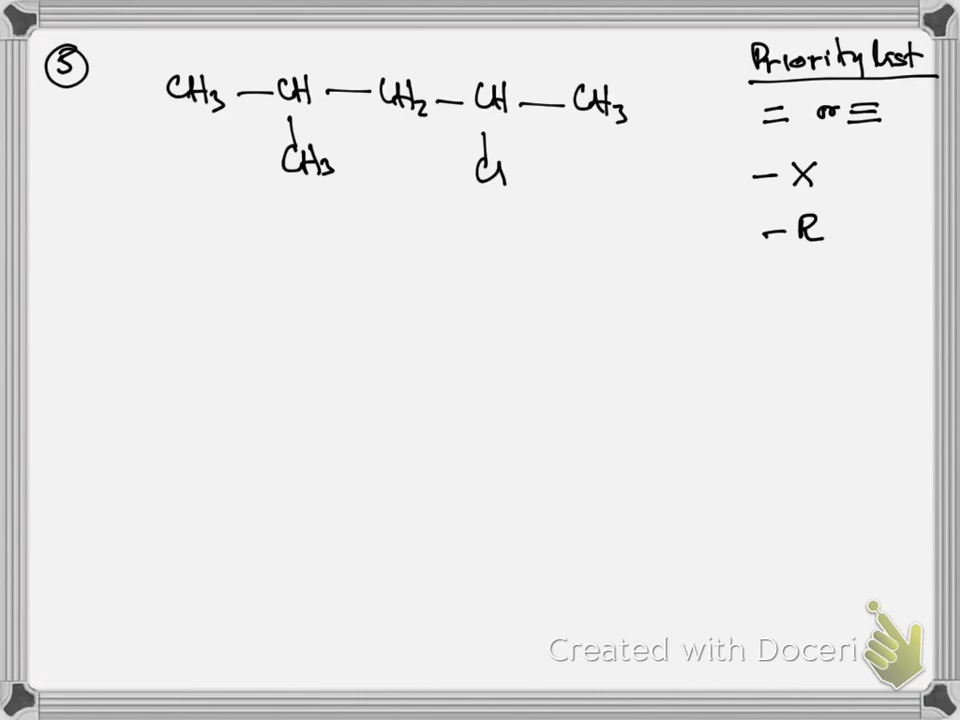 ③ CH₃ — CH — CH₂ — CH — CH₃
CH₃ Cl
Priority List
= or ≡
— X
— R
Created with Doceri